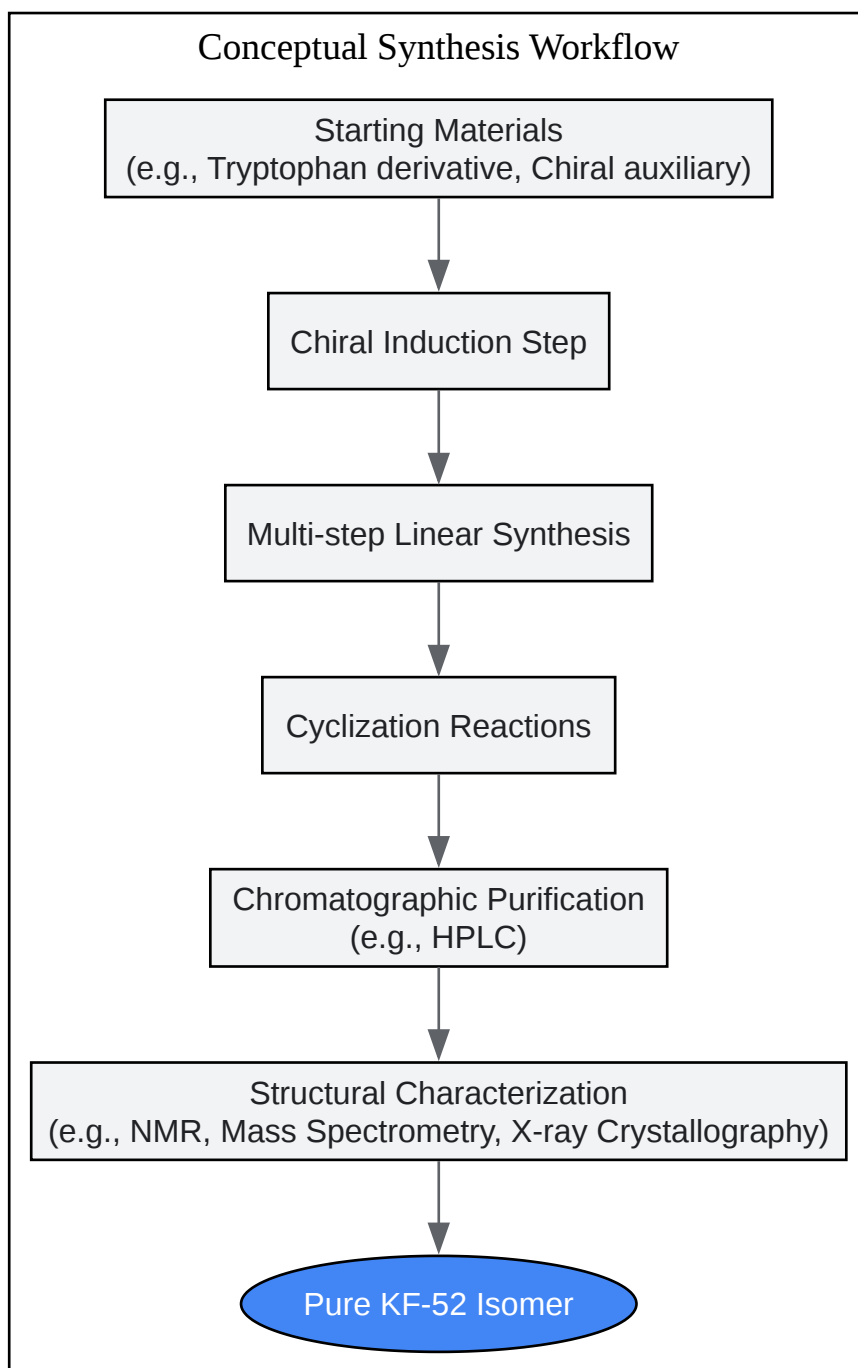 Conceptual Synthesis Workflow
Starting Materials
(e.g., Tryptophan derivative, Chiral auxiliary)
Chiral Induction Step
Multi-step Linear Synthesis
Cyclization Reactions
Chromatographic Purification
(e.g., HPLC)
Structural Characterization
(e.g., NMR, Mass Spectrometry, X-ray Crystallography)
Pure KF-52 Isomer